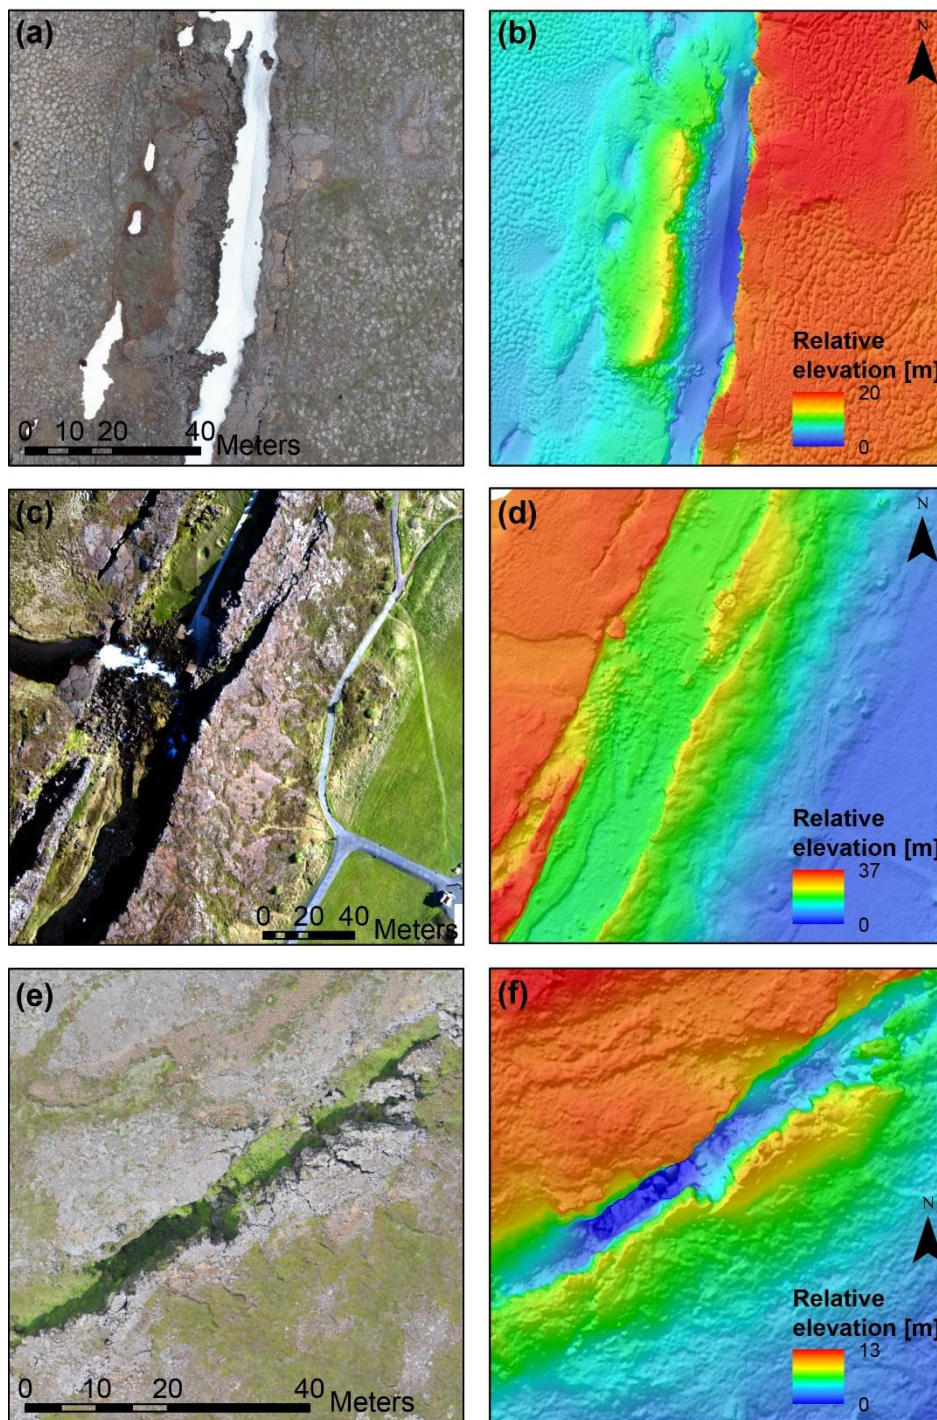 (a)
0 10 20 40 Meters
(b)
N
Relative
elevation [m]
20
0
(c)
0 20 40
Meters
(d)
N
Relative
elevation [m]
37
0
(e)
0 10 20 40 Meters
(f)
N
Relative
elevation [m]
13
0